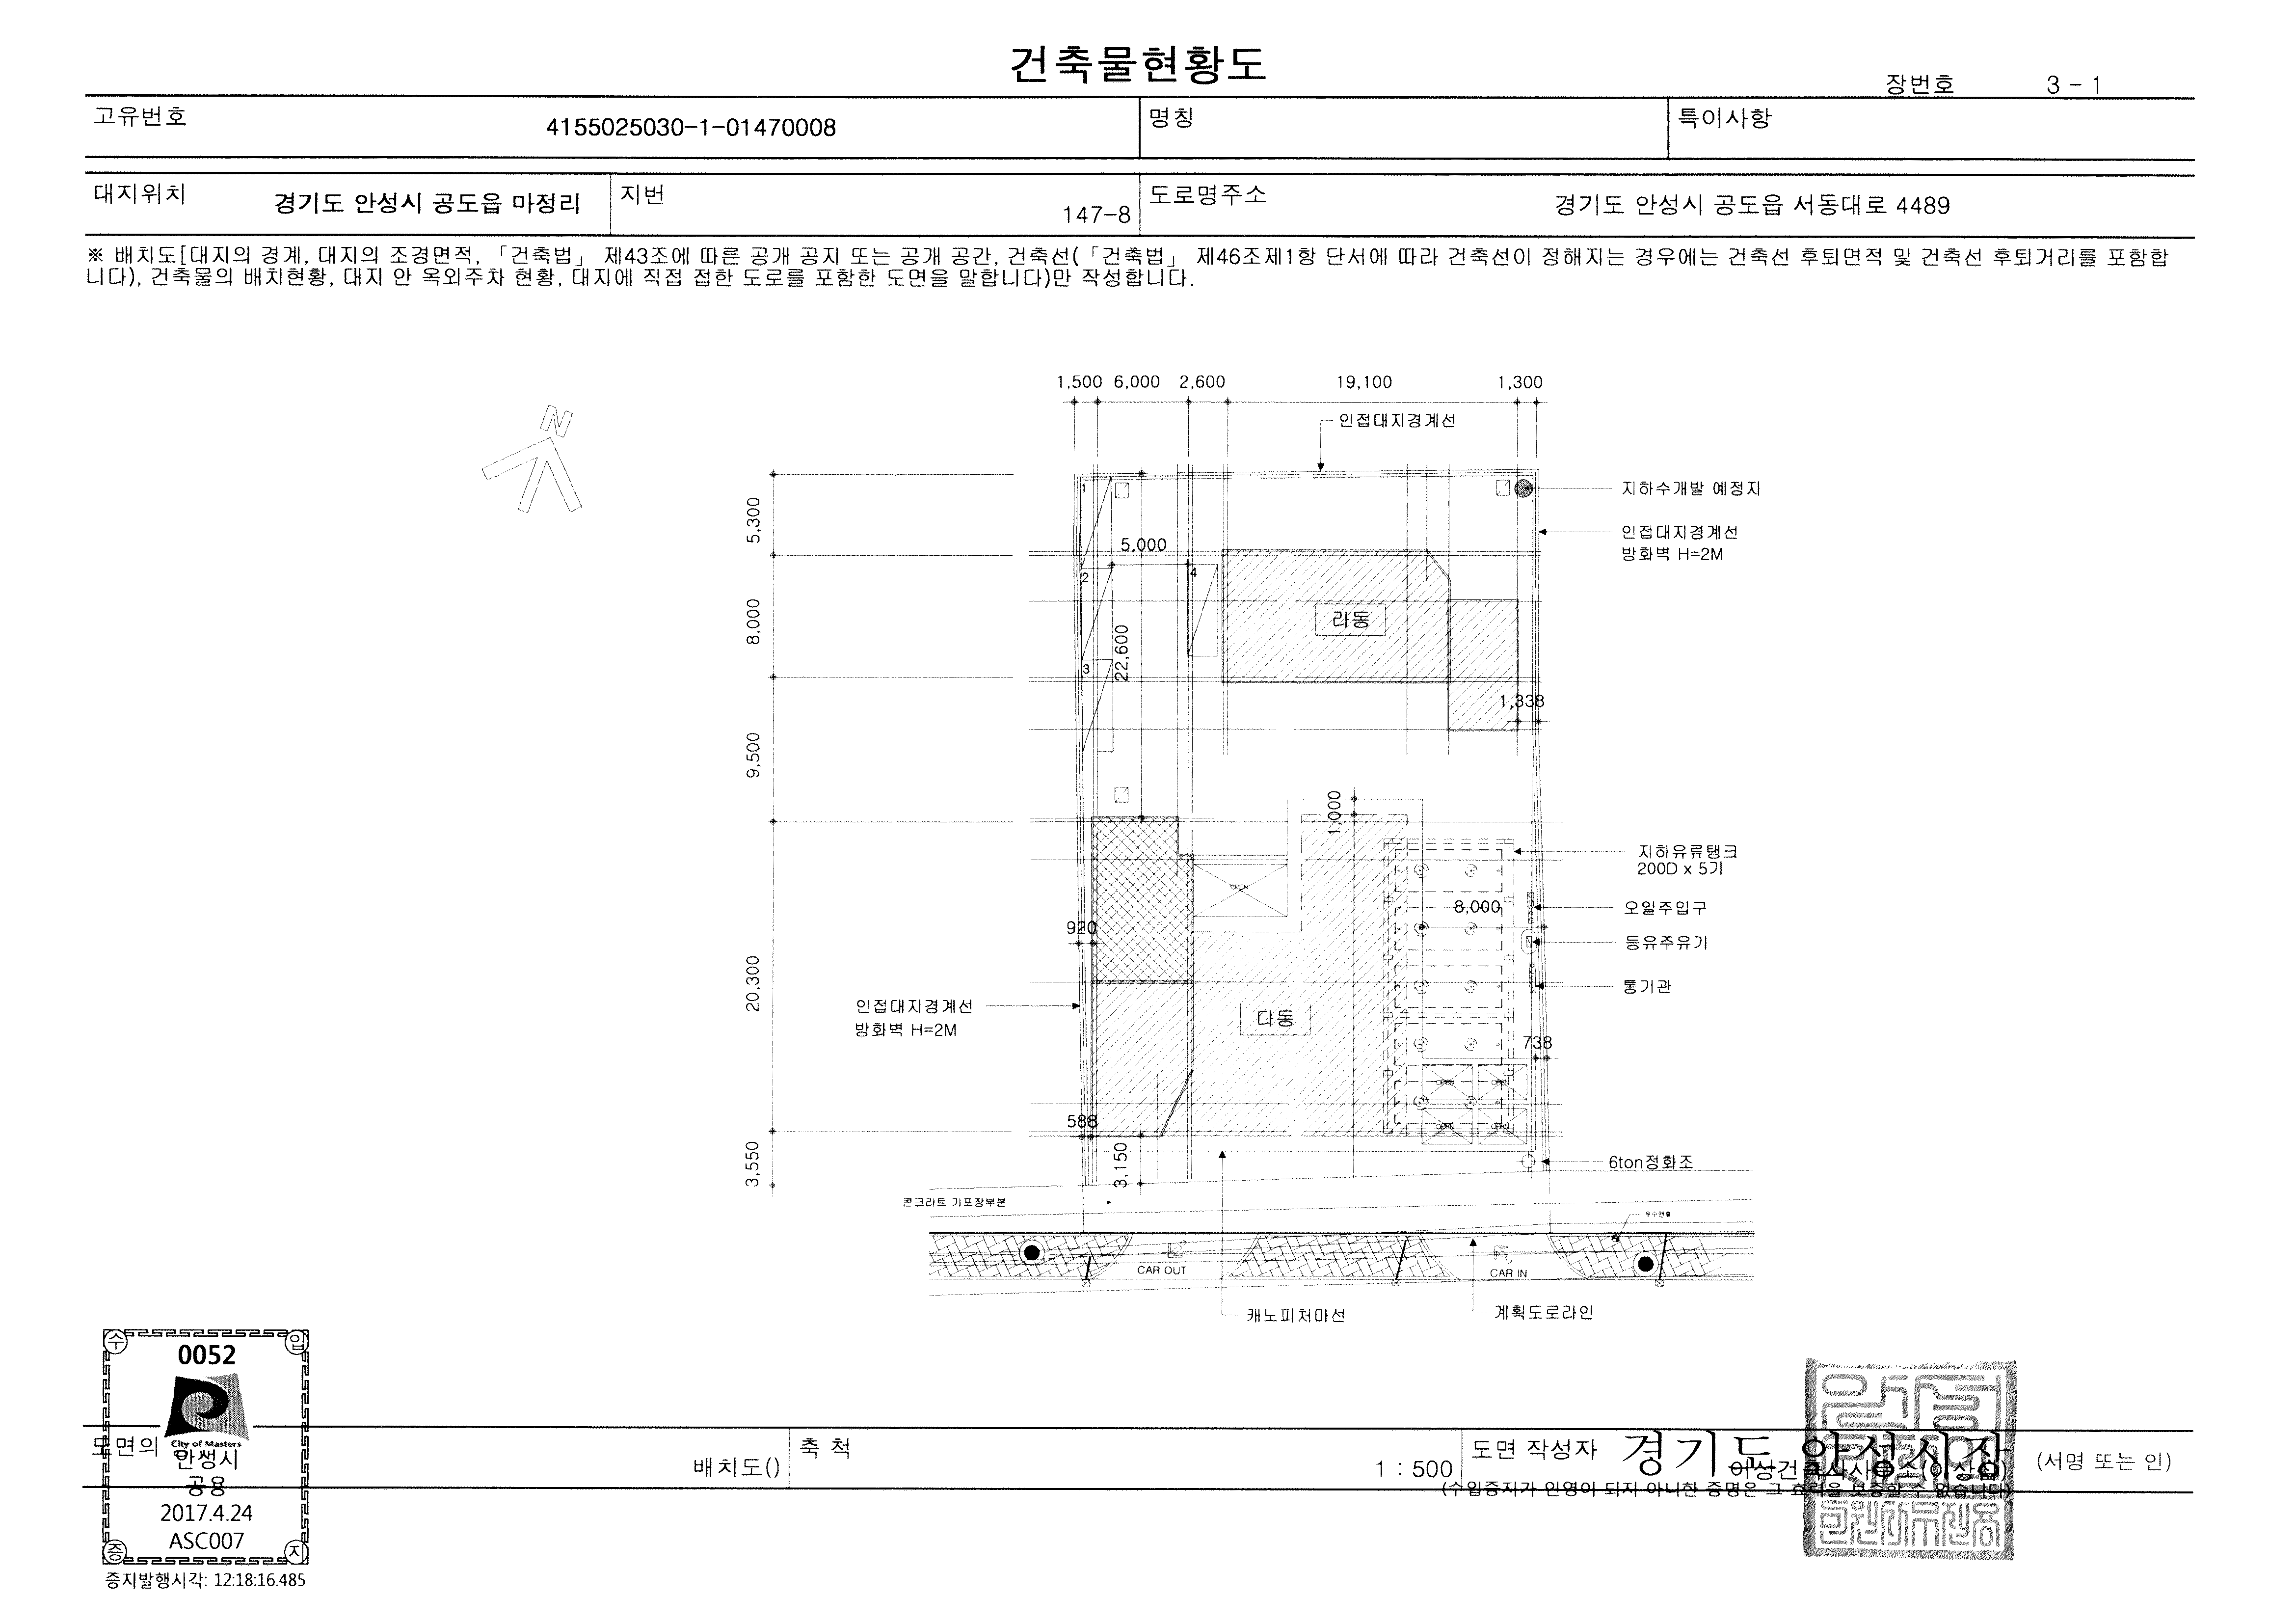 건축물현황도
장번호 3 - 1
고유번호 4155025030-1-01470008 명칭 특이사항
대지위치 경기도 안성시 공도읍 마정리 지번 147-8 도로명주소 경기도 안성시 공도읍 서동대로 4489
※ 배치도[대지의 경계, 대지의 조경면적, 「건축법」 제43조에 따른 공개 공지 또는 공개 공간, 건축선(「건축법」 제46조제1항 단서에 따라 건축선이 정해지는 경우에는 건축선 후퇴면적 및 건축선 후퇴거리를 포함합
니다), 건축물의 배치현황, 대지 안 옥외주차 현황, 대지에 직접 접한 도로를 포함한 도면을 말합니다)만 작성합니다.
1,500 6,000 2,600 19,100 1,300
인접대지경계선
N
1
지하수개발 예정지
5,300
인접대지경계선
방화벽 H=2M
5,000
2
4
8,000
라동
22,600
3
1,338
9,500
1,000
지하유류탱크
200D x 5기
8,000
오일주입구
920
등유주유기
20,300
통기관
인접대지경계선
방화벽 H=2M
다동
738
588
3,550
3,150
6ton정화조
콘크리트 기포장부분
CAR OUT
CAR IN
캐노피처마선
계획도로라인
수 입
0052
City of Masters
안성시
공용
2017.4.24
ASC007
증 지
증지발행시각: 12:18:16.485
도면의
배치도()
축 척
1 : 500
도면 작성자
경기도 안성시장
(서명 또는 인)
(수입증지가 인영이 되지 아니한 증명은 그 효력을 보증할 수 없습니다)